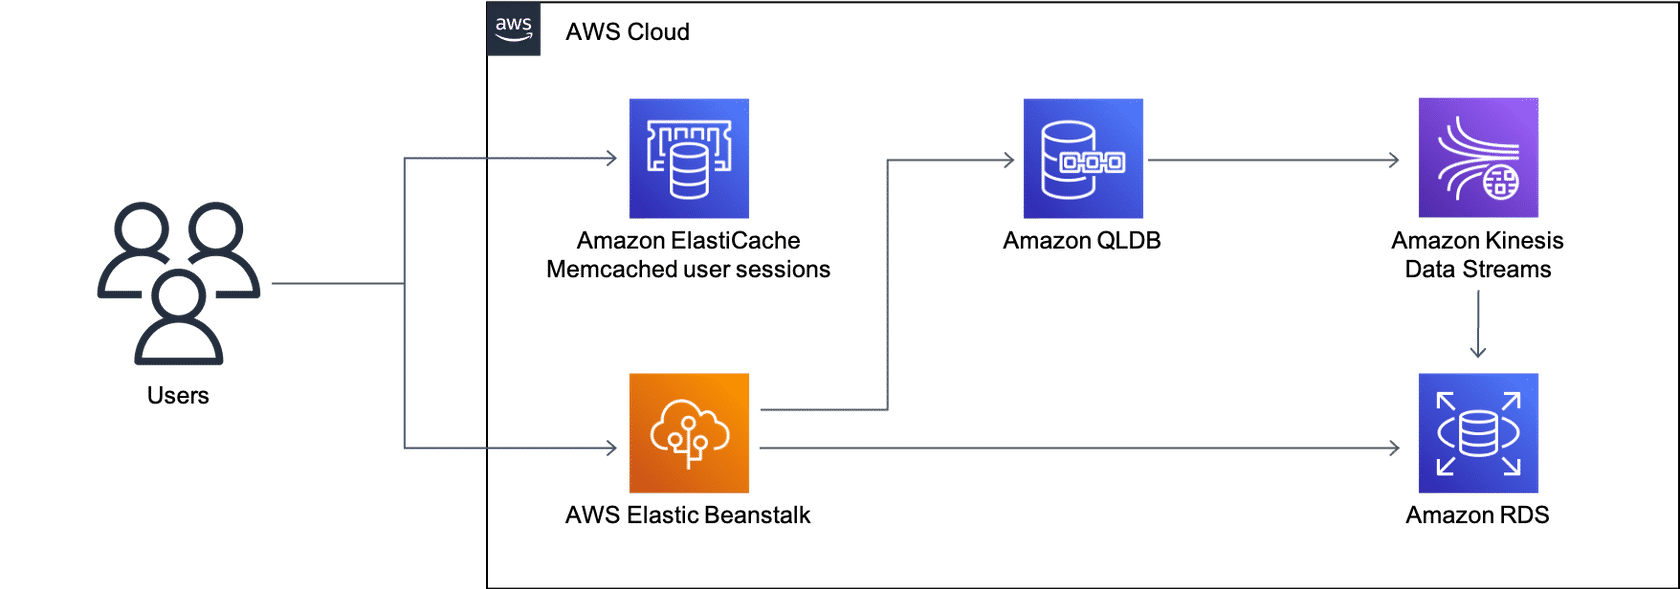 aws
AWS Cloud
Amazon ElastiCache
Memcached user sessions
Amazon QLDB
Amazon Kinesis
Data Streams
Users
AWS Elastic Beanstalk
Amazon RDS